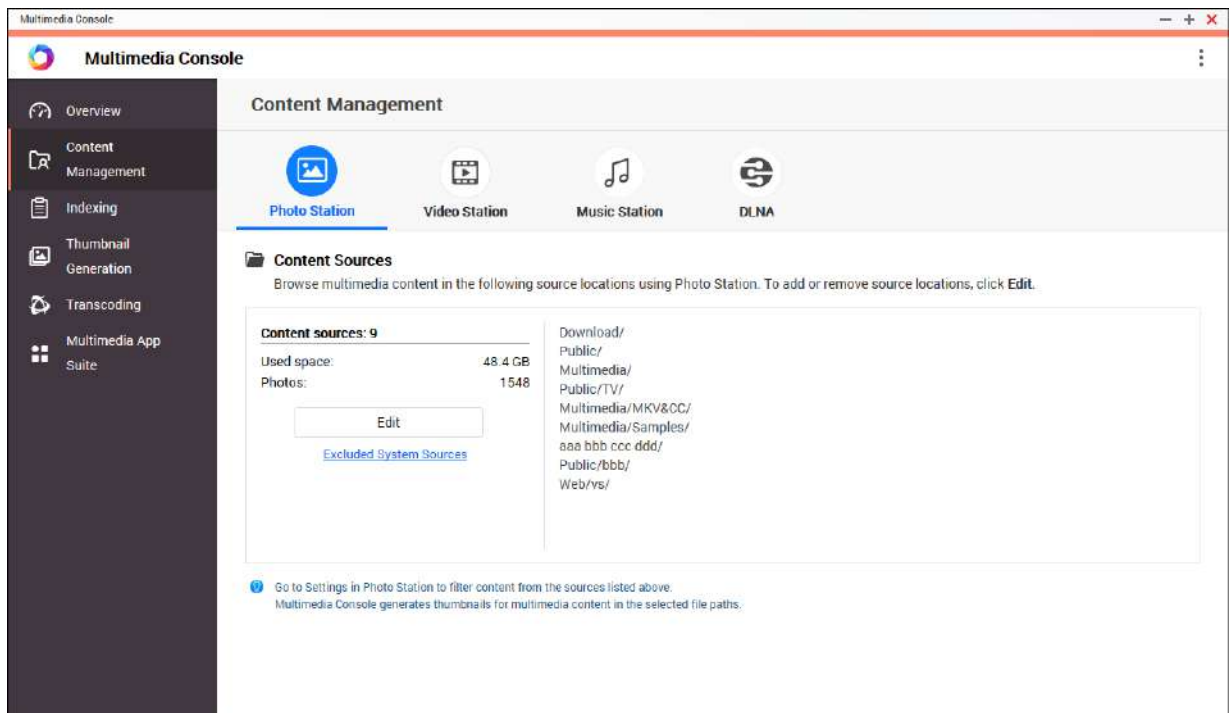 Multimedia Console
Multimedia Console
Overview
Content
Management
Indexing
Thumbnail
Generation
Transcoding
Multimedia App
Suite
Content Management
Photo Station
Video Station
Music Station
DLNA
Content Sources
Browse multimedia content in the following source locations using Photo Station. To add or remove source locations, click Edit.
Content sources: 9
Used space: 48.4 GB
Photos: 1548
Edit
Excluded System Sources
Download/
Public/
Multimedia/
Public/TV/
Multimedia/MKV&CC/
Multimedia/Samples/
aaa bbb ccc ddd/
Public/bbb/
Web/vs/
Go to Settings in Photo Station to filter content from the sources listed above.
Multimedia Console generates thumbnails for multimedia content in the selected file paths.